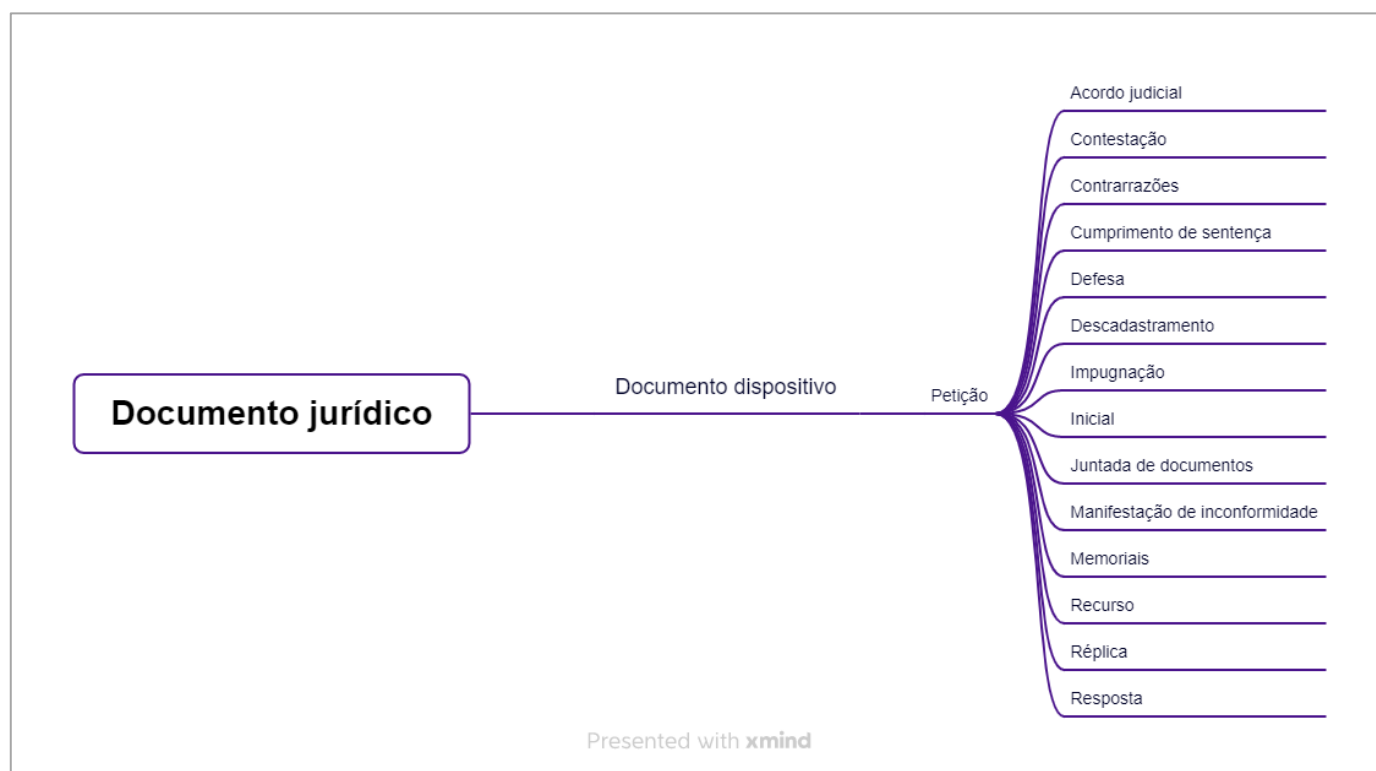 Documento jurídico
Documento dispositivo
Petição
Acordo judicial
Contestação
Contrarrazões
Cumprimento de sentença
Defesa
Descadastramento
Impugnação
Inicial
Juntada de documentos
Manifestação de inconformidade
Memoriais
Recurso
Réplica
Resposta
Presented with xmind